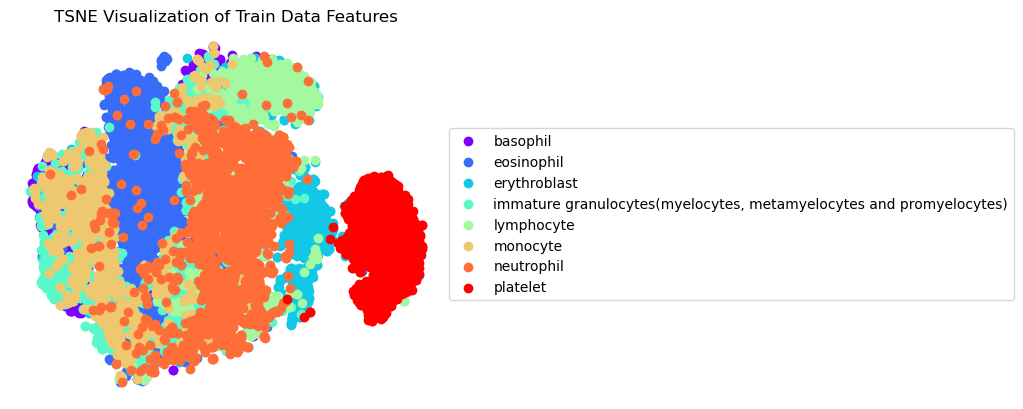 TSNE Visualization of Train Data Features
basophil
eosinophil
erythroblast
immature granulocytes(myelocytes, metamyelocytes and promyelocytes)
lymphocyte
monocyte
neutrophil
platelet